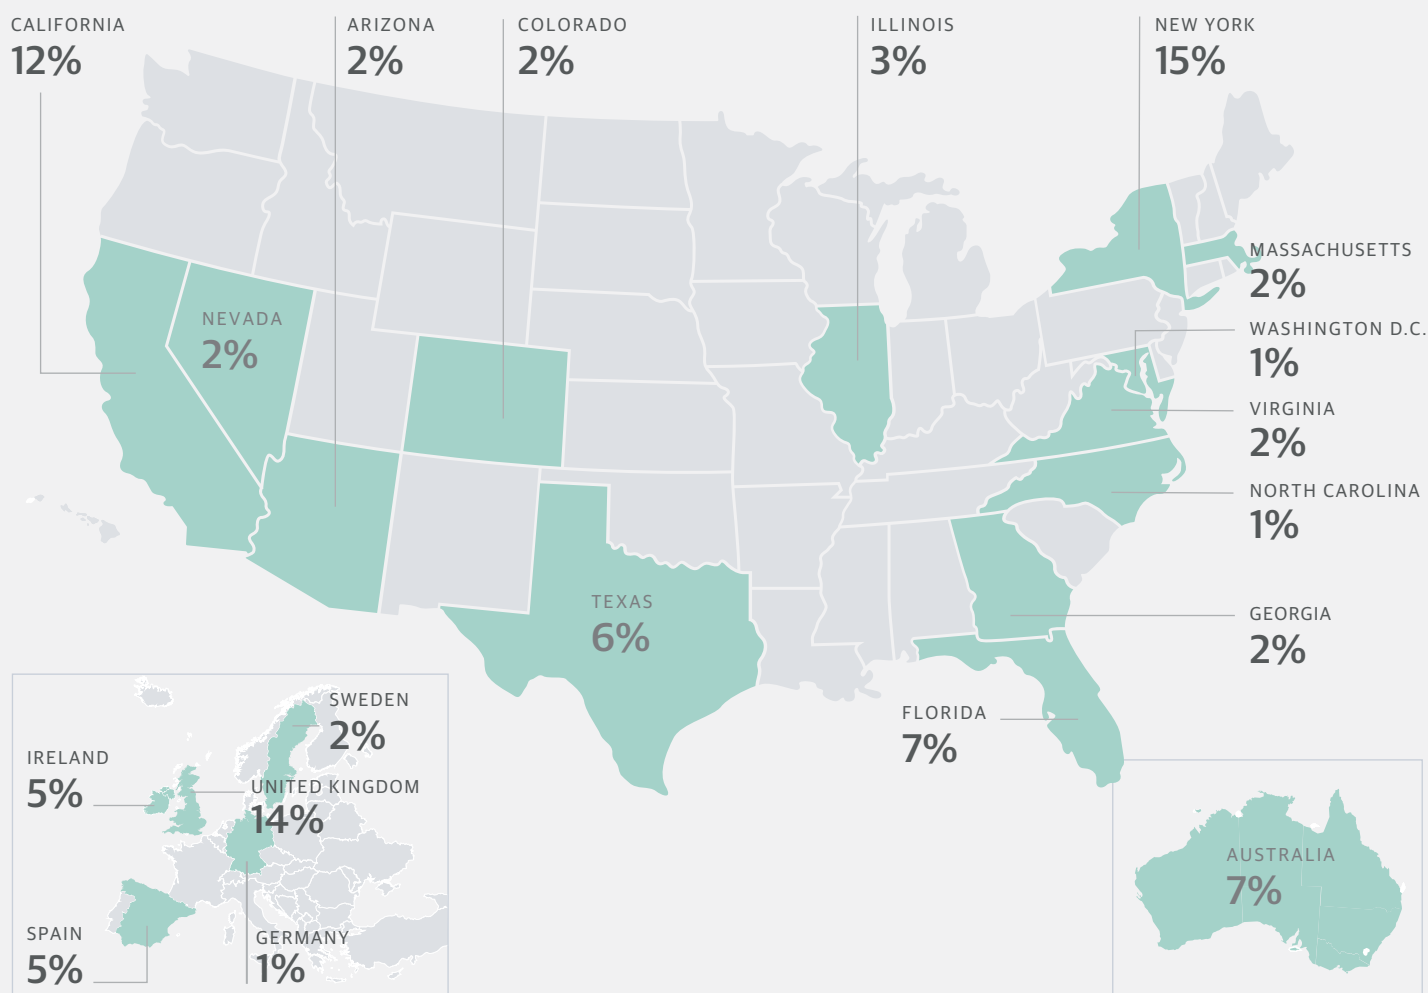 CALIFORNIA
12%
ARIZONA
2%
COLORADO
2%
ILLINOIS
3%
NEW YORK
15%
MASSACHUSETTS
2%
NEVADA
2%
WASHINGTON D.C.
1%
VIRGINIA
2%
NORTH CAROLINA
1%
TEXAS
6%
GEORGIA
2%
FLORIDA
7%
SWEDEN
2%
IRELAND
5%
UNITED KINGDOM
14%
SPAIN
5%
GERMANY
1%
AUSTRALIA
7%